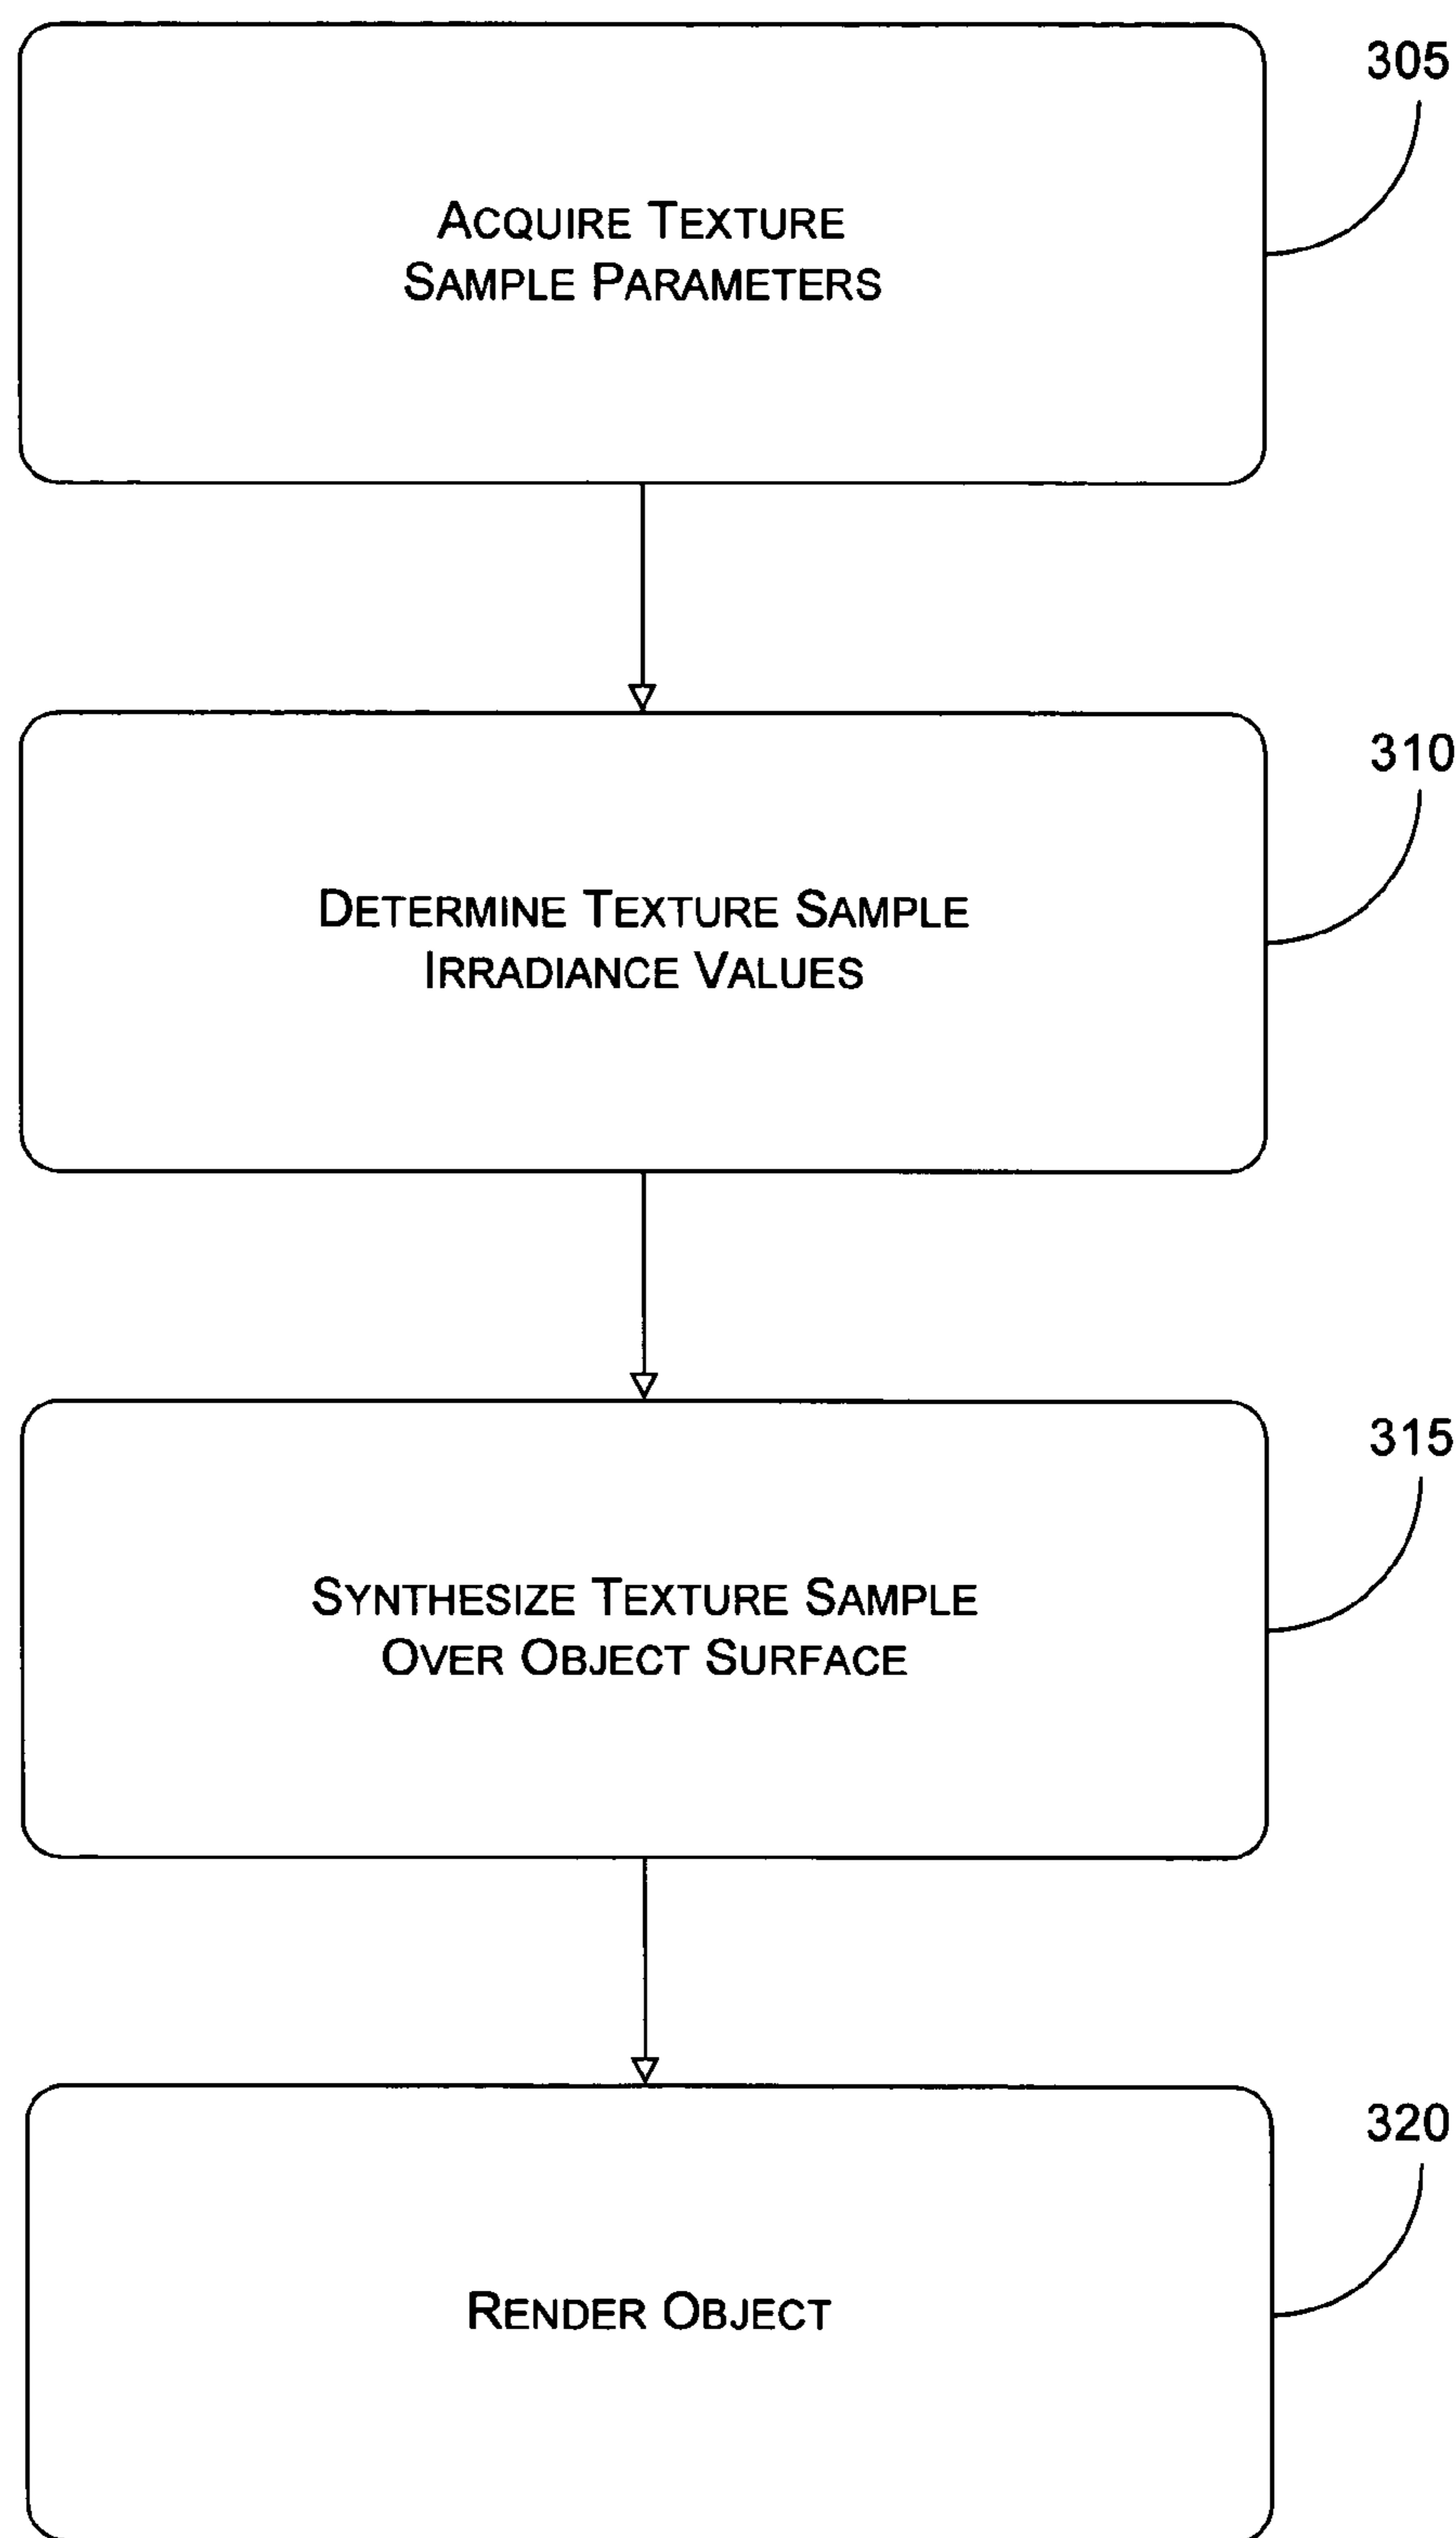 305
ACQUIRE TEXTURE
SAMPLE PARAMETERS
310
DETERMINE TEXTURE SAMPLE
IRRADIANCE VALUES
315
SYNTHESIZE TEXTURE SAMPLE
OVER OBJECT SURFACE
320
RENDER OBJECT